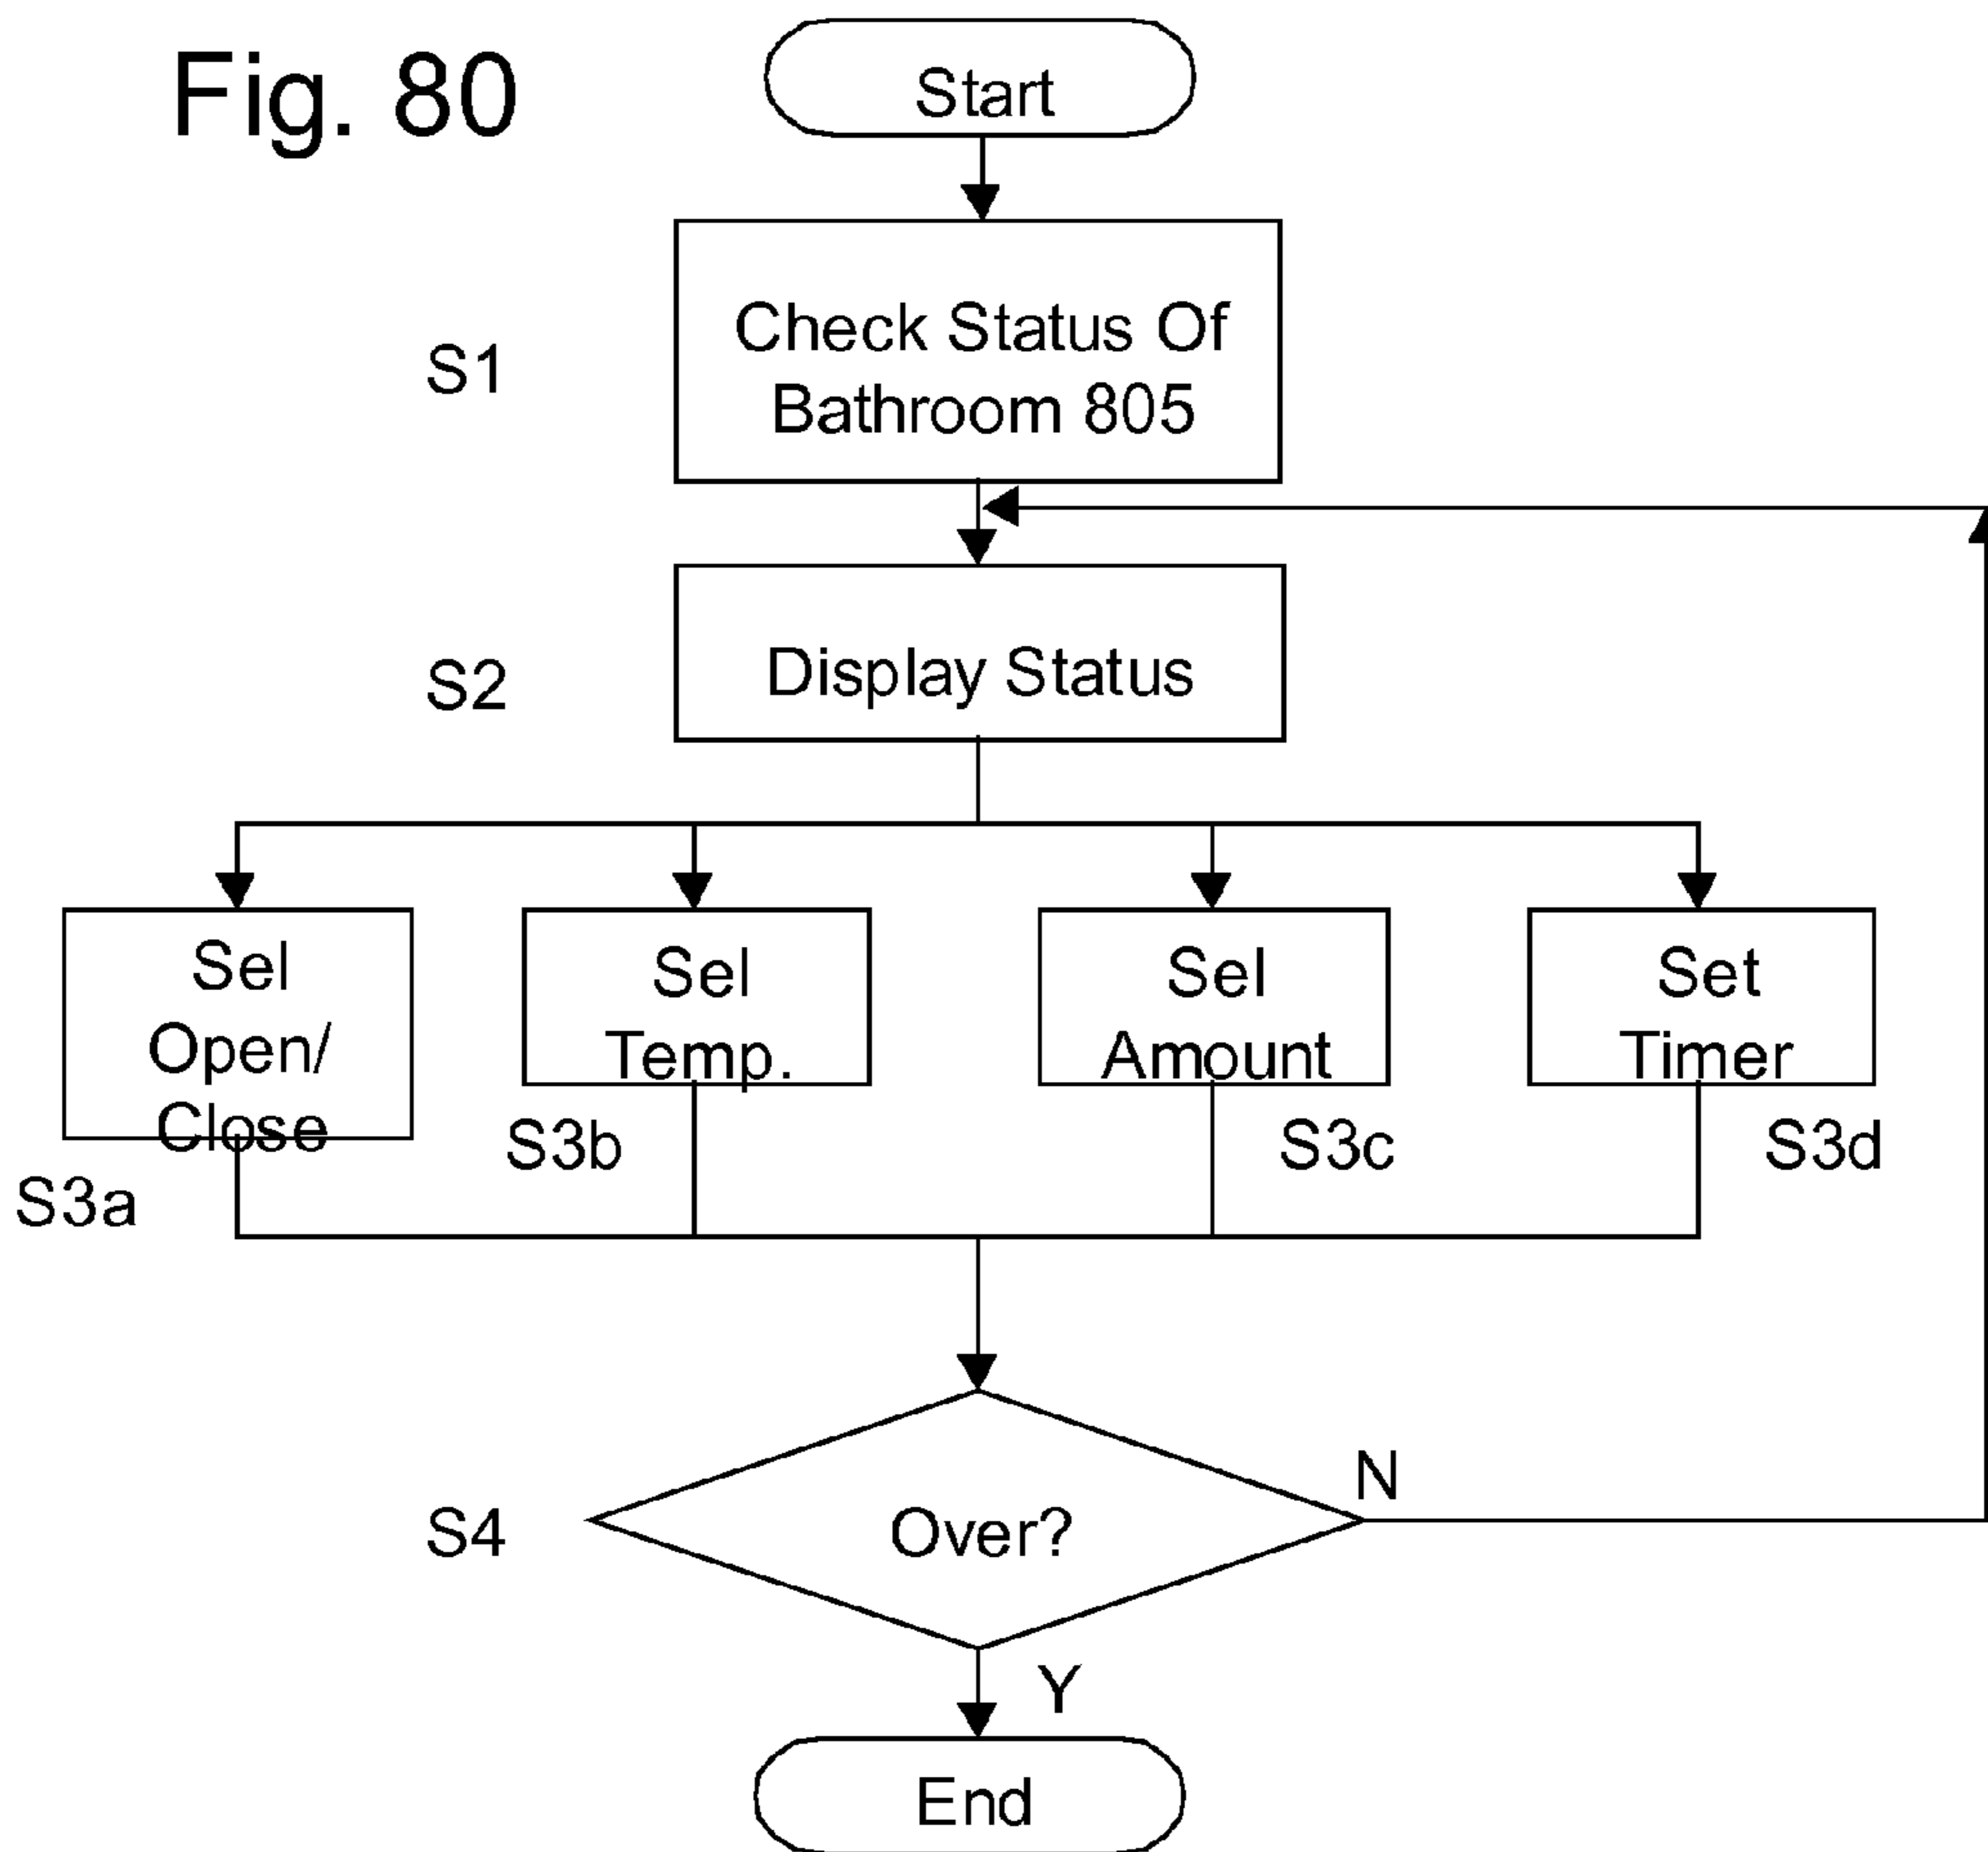 Fig. 80
Start
S1
Check Status Of
Bathroom 805
S2
Display Status
Sel
Open/
Close
S3a
Sel
Temp.
S3b
Sel
Amount
S3c
Set
Timer
S3d
S4
Over?
N
Y
End